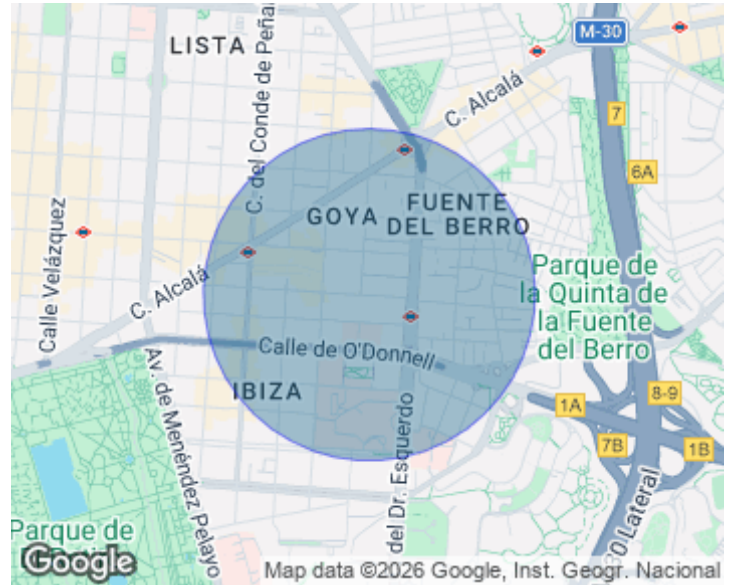 LISTA
M-30
C. del Conde de Peña
C. Alcalá
7
6A
GOYA
FUENTE
DEL BERRO
Calle Velázquez
Parque de
la Quinta de
la Fuente
del Berro
C. Alcalá
Calle de O'Donnell
IBIZA
Av. de Menéndez Pelayo
del Dr. Esquerdo
1A
8-9
7B
1B
30 Lateral
Parque de
Google
Map data ©2026 Google, Inst. Geogr. Nacional